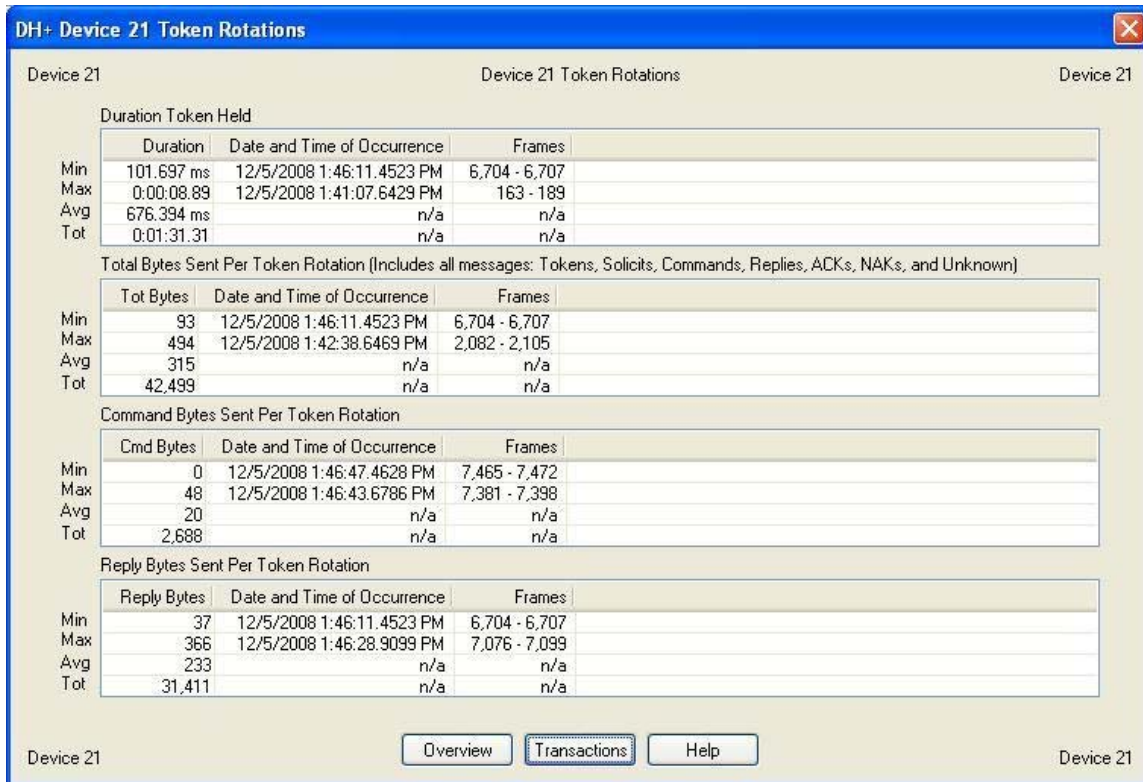 DH+ Device 21 Token Rotations
Device 21 Device 21 Token Rotations Device 21
Duration Token Held
Duration Date and Time of Occurrence Frames
Min 101.697 ms 12/5/2008 1:46:11.4523 PM 6,704 - 6,707
Max 0:00:08.89 12/5/2008 1:41:07.6429 PM 163 - 189
Avg 676.394 ms n/a n/a
Tot 0:01:31.31 n/a n/a
Total Bytes Sent Per Token Rotation (Includes all messages: Tokens, Solicits, Commands, Replies, ACKs, NAKs, and Unknown)
Tot Bytes Date and Time of Occurrence Frames
Min 93 12/5/2008 1:46:11.4523 PM 6,704 - 6,707
Max 494 12/5/2008 1:42:38.6469 PM 2,082 - 2,105
Avg 315 n/a n/a
Tot 42,499 n/a n/a
Command Bytes Sent Per Token Rotation
Cmd Bytes Date and Time of Occurrence Frames
Min 0 12/5/2008 1:46:47.4628 PM 7,465 - 7,472
Max 48 12/5/2008 1:46:43.6786 PM 7,381 - 7,398
Avg 20 n/a n/a
Tot 2,688 n/a n/a
Reply Bytes Sent Per Token Rotation
Reply Bytes Date and Time of Occurrence Frames
Min 37 12/5/2008 1:46:11.4523 PM 6,704 - 6,707
Max 366 12/5/2008 1:46:28.9099 PM 7,076 - 7,099
Avg 233 n/a n/a
Tot 31,411 n/a n/a
Device 21 Overview Transactions Help Device 21